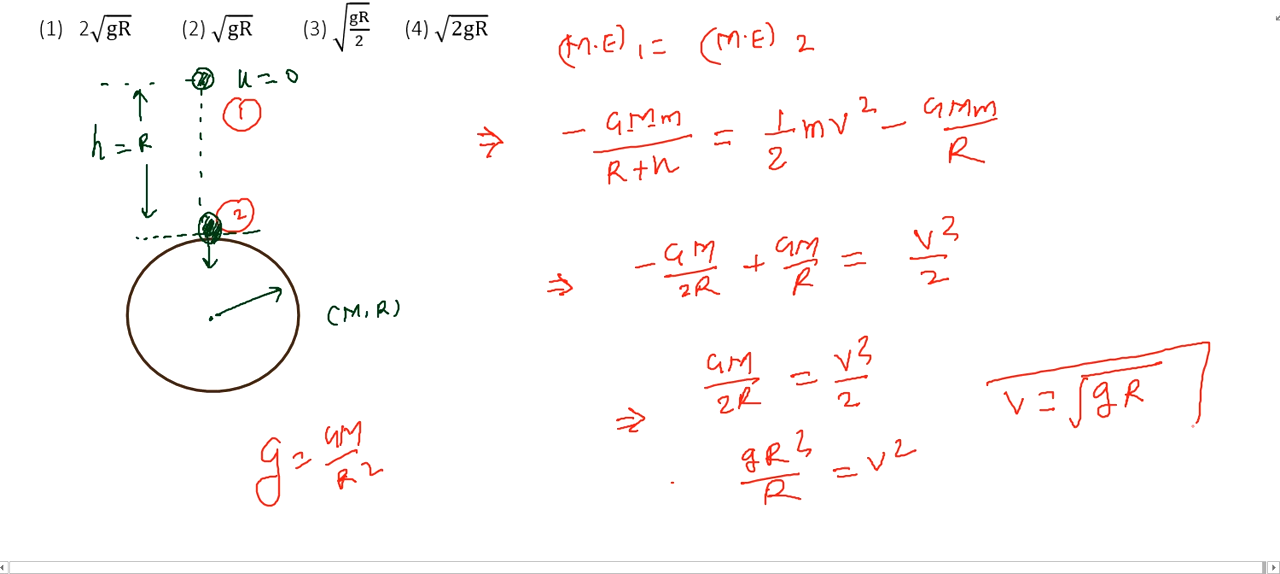 (1) 2√gR (2) √gR (3) √(gR/2) (4) √2gR
(M.E)₁ = (M.E) 2
u = 0
①
h = R
⇒ - GMm/(R+h) = 1/2 mv² - GMm/R
②
⇒ - GM/2R + GM/R = v²/2
(M, R)
⇒ GM/2R = v²/2
v = √gR
g = GM/R²
gR²/R = v²